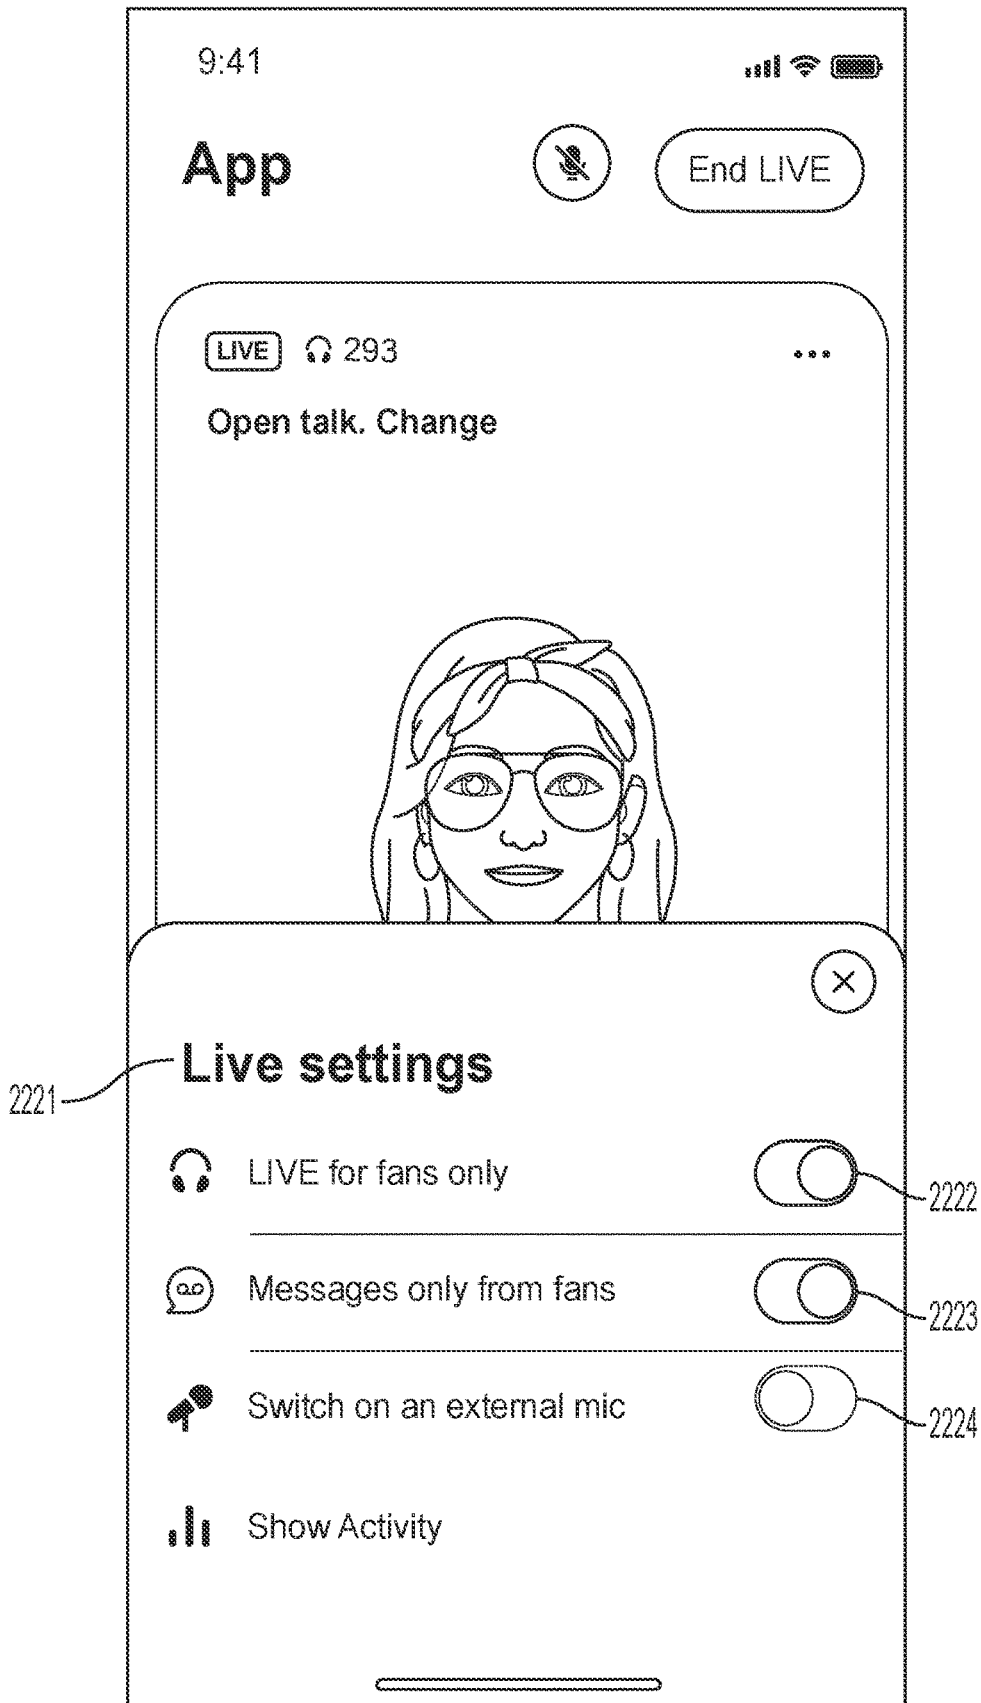 9:41
App
End LIVE
LIVE 293
Open talk. Change
Live settings
2221
LIVE for fans only
2222
Messages only from fans
2223
Switch on an external mic
2224
Show Activity